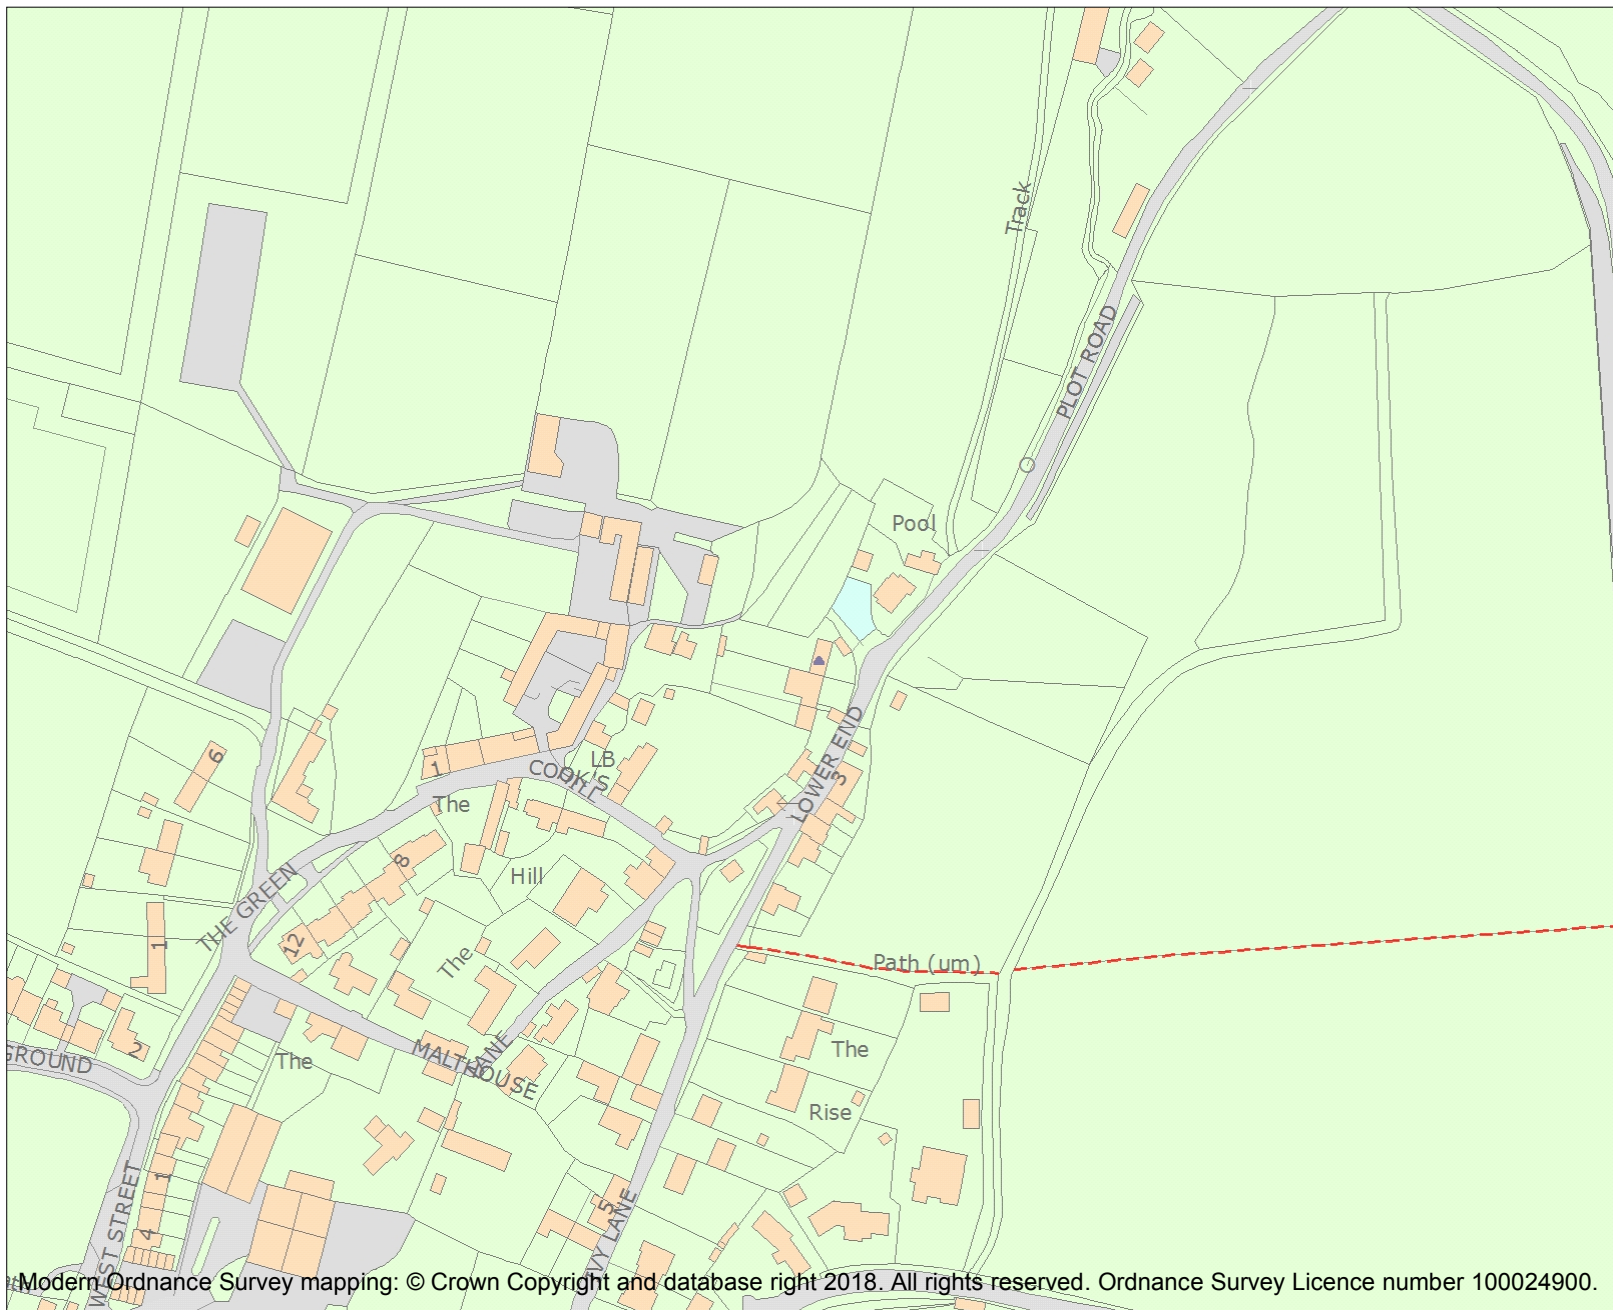 Track
PLOT ROAD
Pool
LOWER END
3
6
1
LB
COOK'S
HILL
The
8
Hill
THE GREEN
12
1
The
Path (um)
2
GROUND
The
MALTHOUSE
LANE
The
Rise
1
5
WEST STREET
4
IVY LANE
Modern Ordnance Survey mapping: © Crown Copyright and database right 2018. All rights reserved. Ordnance Survey Licence number 100024900.